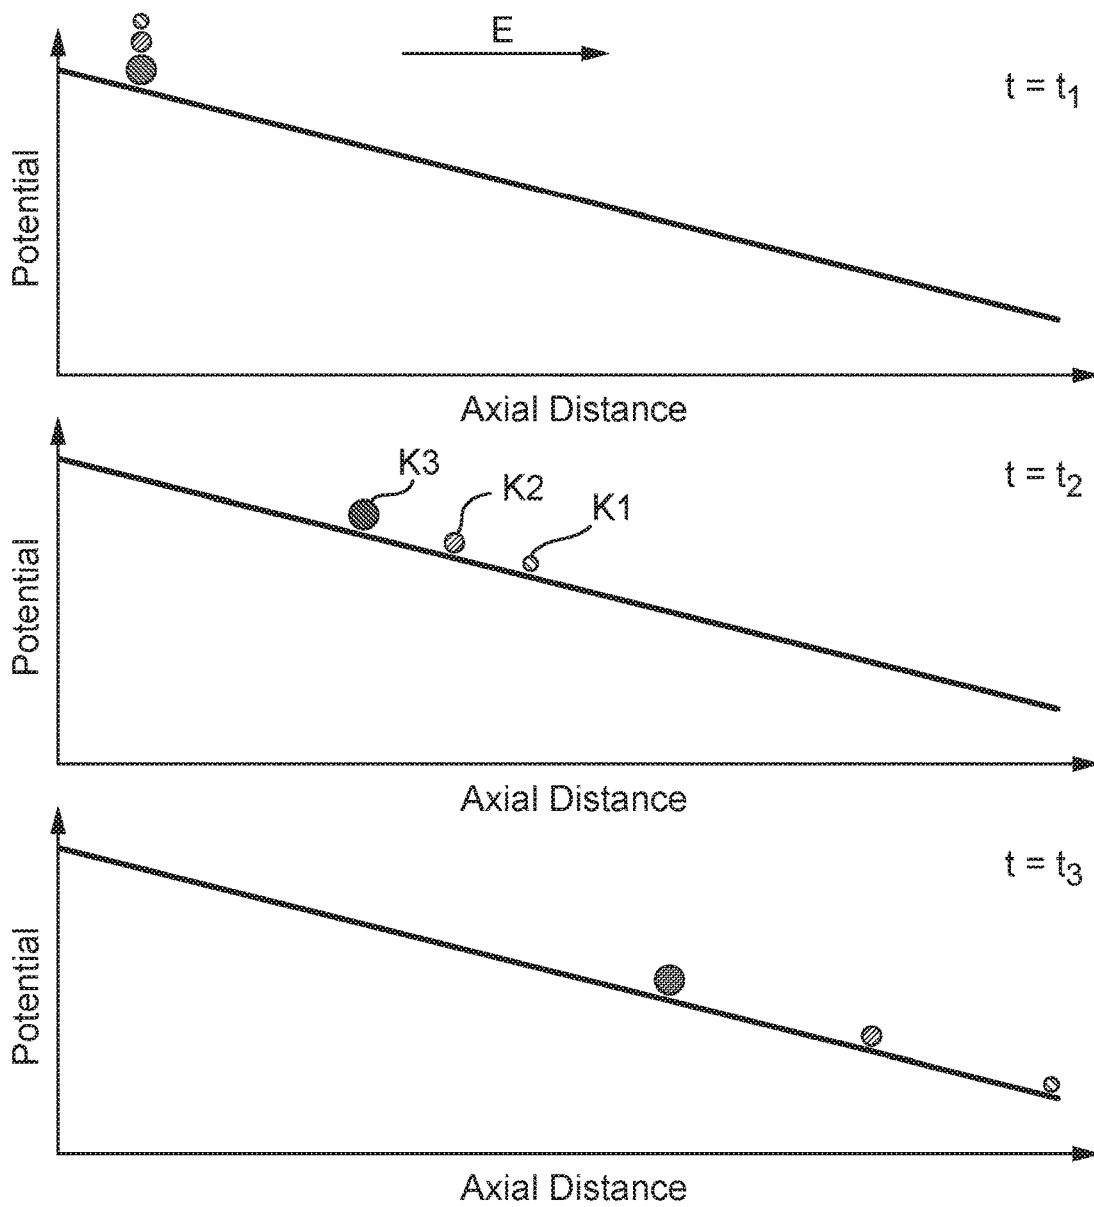 E
t = t1
Potential
Axial Distance
K3
K2
K1
t = t2
Potential
Axial Distance
t = t3
Potential
Axial Distance